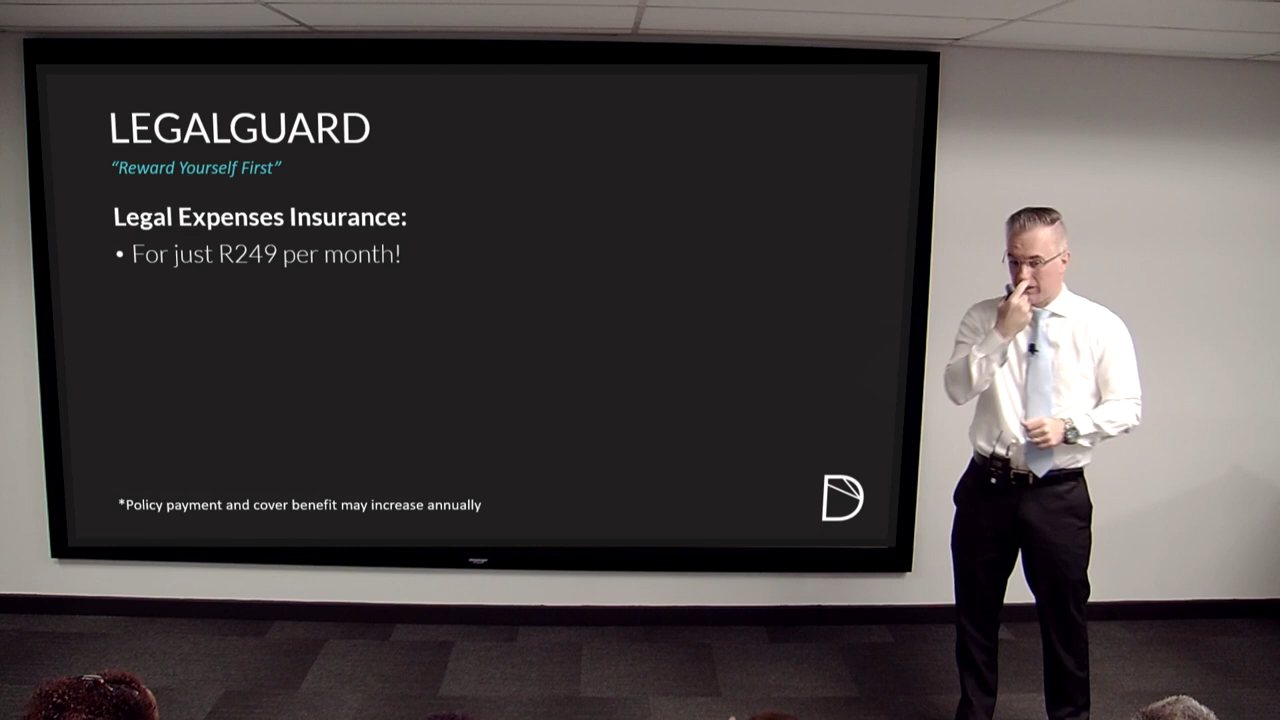 LEGALGUARD
“Reward Yourself First”
Legal Expenses Insurance:
• For just R249 per month!
*Policy payment and cover benefit may increase annually